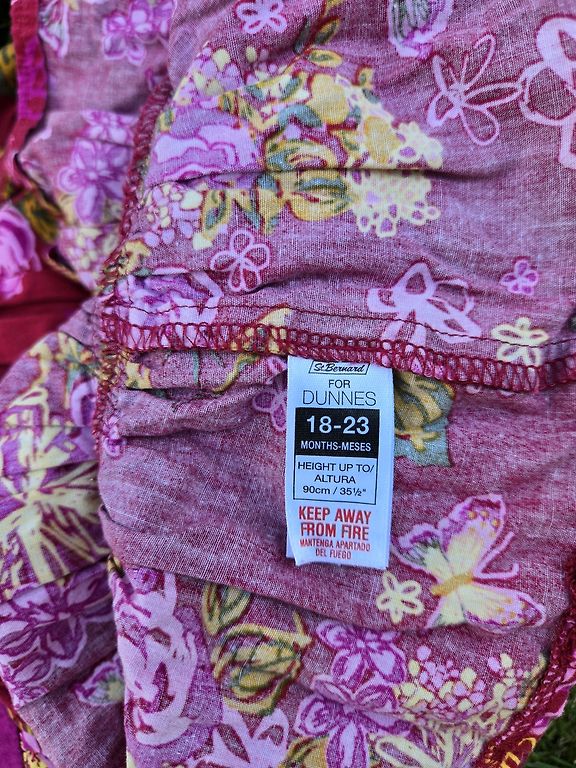 St.Bernard
FOR
DUNNES
18-23
MONTHS-MESES
HEIGHT UP TO/
ALTURA
90cm / 35½"
KEEP AWAY
FROM FIRE
MANTENGA APARTADO
DEL FUEGO